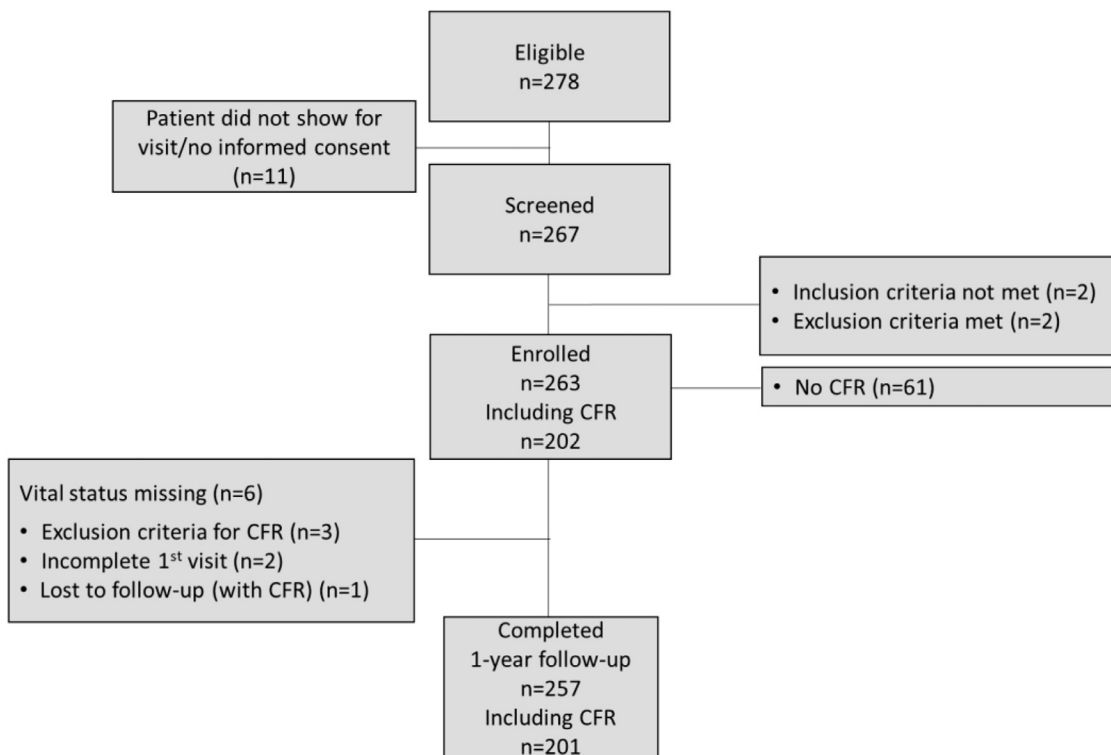 Eligible
n=278
Patient did not show for
visit/no informed consent
(n=11)
Screened
n=267
• Inclusion criteria not met (n=2)
• Exclusion criteria met (n=2)
Enrolled
n=263
Including CFR
n=202
• No CFR (n=61)
Vital status missing (n=6)
• Exclusion criteria for CFR (n=3)
• Incomplete 1st visit (n=2)
• Lost to follow-up (with CFR) (n=1)
Completed
1-year follow-up
n=257
Including CFR
n=201